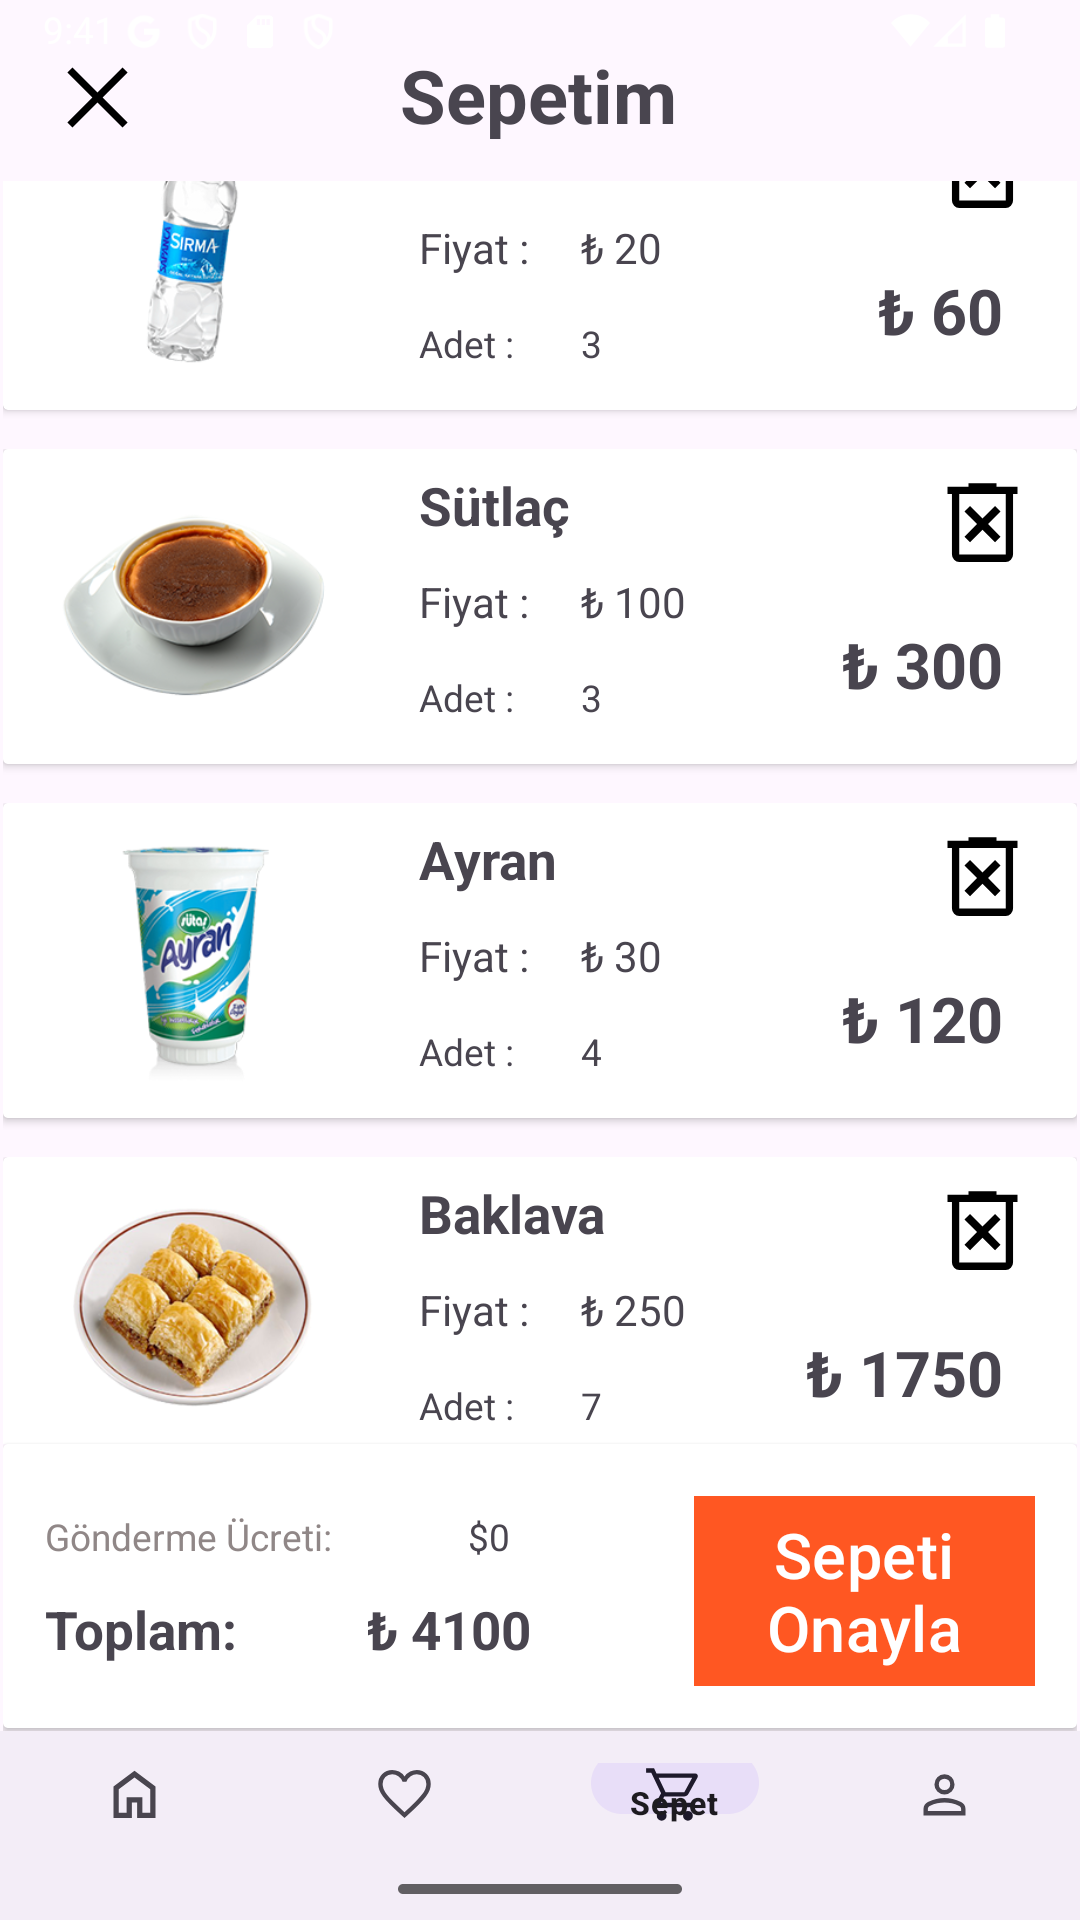 9:41
Sepetim
SIRMA
Fiyat : ₺ 20
₺ 60
Adet : 3
Sütlaç
Fiyat : ₺ 100
₺ 300
Adet : 3
Ayran
sütaş
Ayran
Fiyat : ₺ 30
₺ 120
Adet : 4
Baklava
Fiyat : ₺ 250
₺ 1750
Adet : 7
Gönderme Ücreti: $0
Toplam: ₺ 4100
Sepeti
Onayla
Sepet